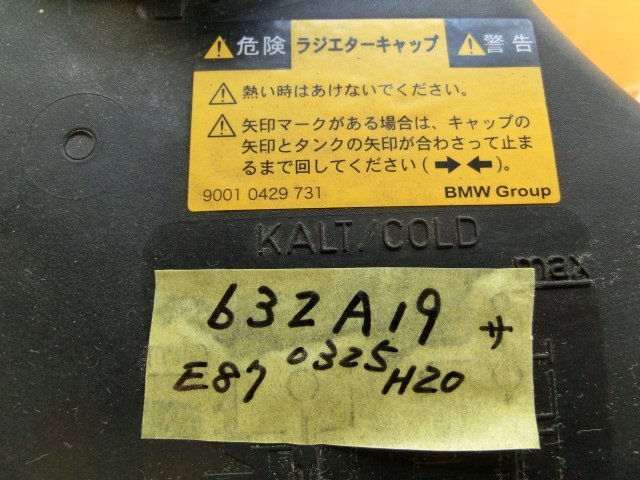 危険 ラジエターキャップ 警告
熱い時はあけないでください。
矢印マークがある場合は、キャップの
矢印とタンクの矢印が合わさって止ま
るまで回してください(➡⬅)。
9001 0429 731 BMW Group
KALT/COLD
max
632A19 サ
E87 0325 H20